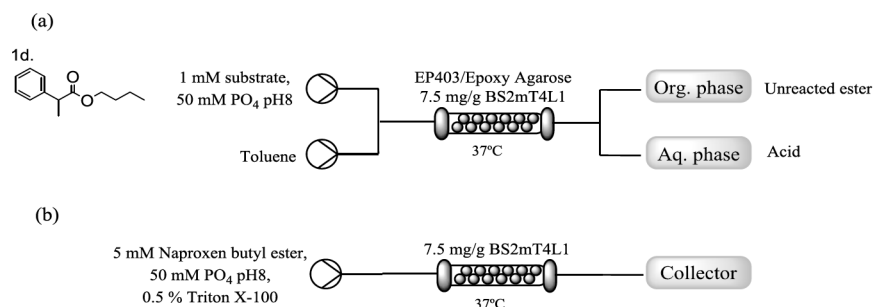 (a)
1d.
O
O
1 mM substrate,
50 mM PO4 pH8
Toluene
EP403/Epoxy Agarose
7.5 mg/g BS2mT4L1
37ºC
Org. phase
Unreacted ester
Aq. phase
Acid
(b)
5 mM Naproxen butyl ester,
50 mM PO4 pH8,
0.5 % Triton X-100
7.5 mg/g BS2mT4L1
37ºC
Collector